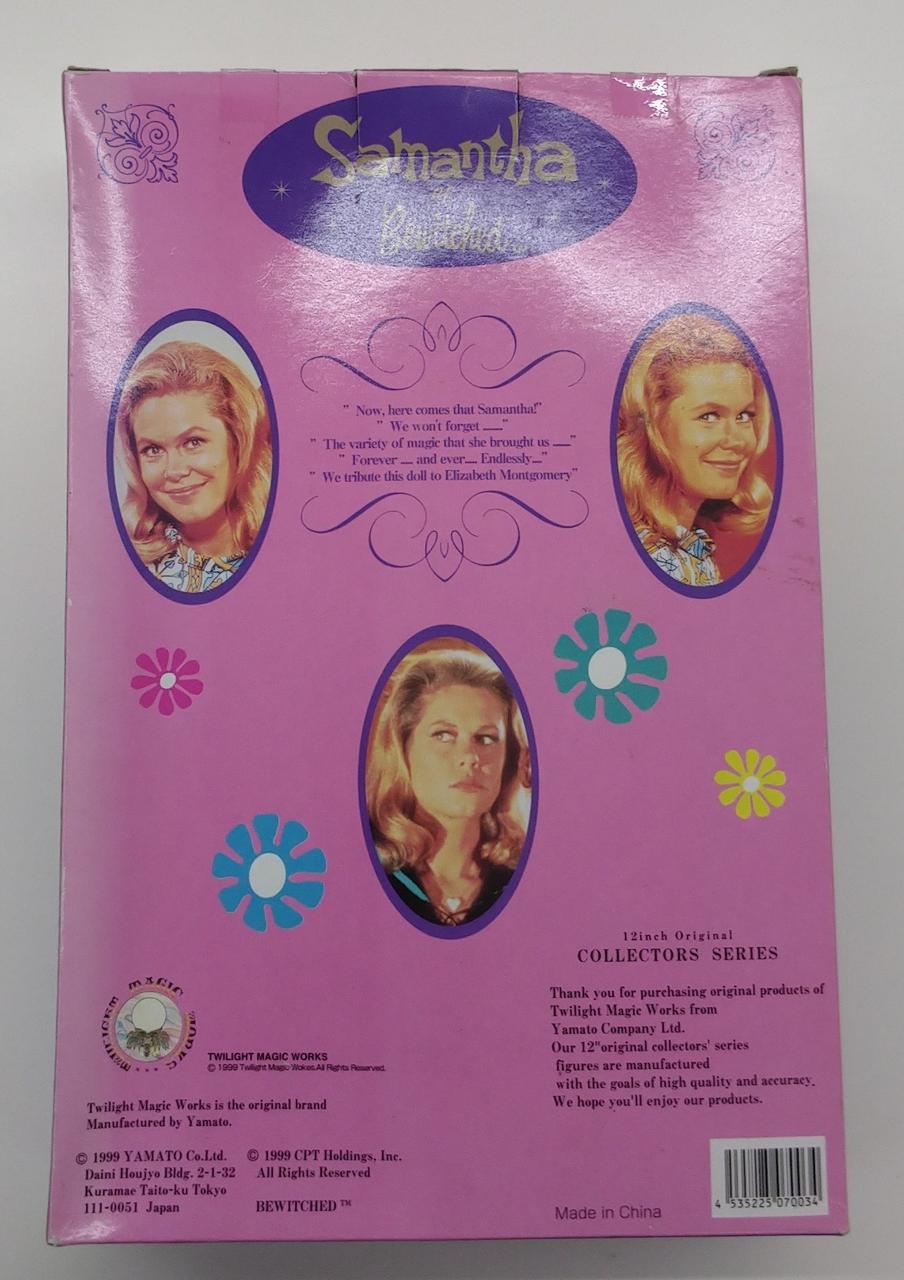 Samantha
Bewitched
" Now, here comes that Samantha!"
" We won't forget ....."
" The variety of magic that she brought us ....."
" Forever .... and ever.... Endlessly...."
" We tribute this doll to Elizabeth Montgomery"
12inch Original
COLLECTORS SERIES
Thank you for purchasing original products of
Twilight Magic Works from
Yamato Company Ltd.
Our 12"original collectors' series
figures are manufactured
with the goals of high quality and accuracy.
We hope you'll enjoy our products.
TWILIGHT MAGIC WORKS
TWILIGHT MAGIC WORKS
© 1999 Twilight Magic Wokes.All Rights Reserved.
Twilight Magic Works is the original brand
Manufactured by Yamato.
© 1999 YAMATO Co.Ltd.
Daini Houjyo Bldg. 2-1-32
Kuramae Taito-ku Tokyo
111-0051 Japan
© 1999 CPT Holdings, Inc.
All Rights Reserved
BEWITCHED ™
Made in China
4 535225 070034